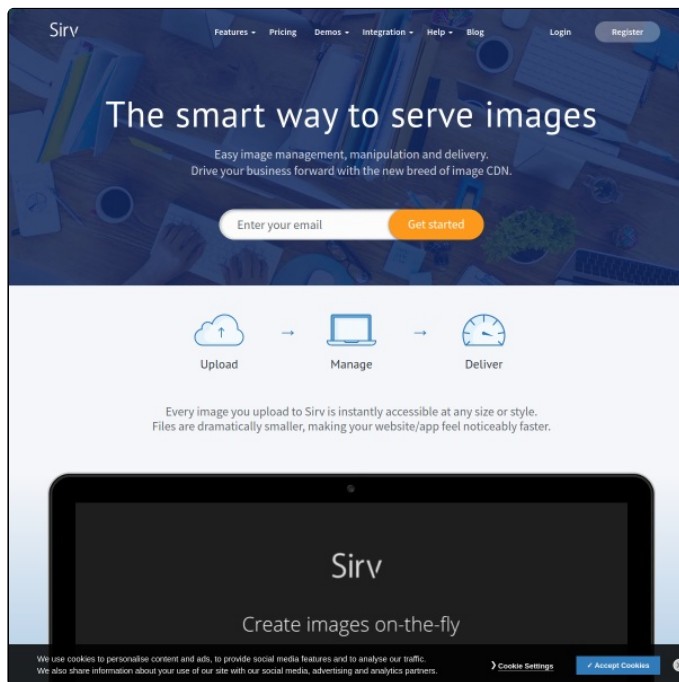 Sirv
Features Pricing Demos Integration Help Blog Login Register
The smart way to serve images
Easy image management, manipulation and delivery.
Drive your business forward with the new breed of image CDN.
Enter your email Get started
Upload → Manage → Deliver
Every image you upload to Sirv is instantly accessible at any size or style.
Files are dramatically smaller, making your website/app feel noticeably faster.
Sirv
Create images on-the-fly
We use cookies to personalise content and ads, to provide social media features and to analyse our traffic.
We also share information about your use of our site with our social media, advertising and analytics partners.
❯ Cookie Settings ✓ Accept Cookies